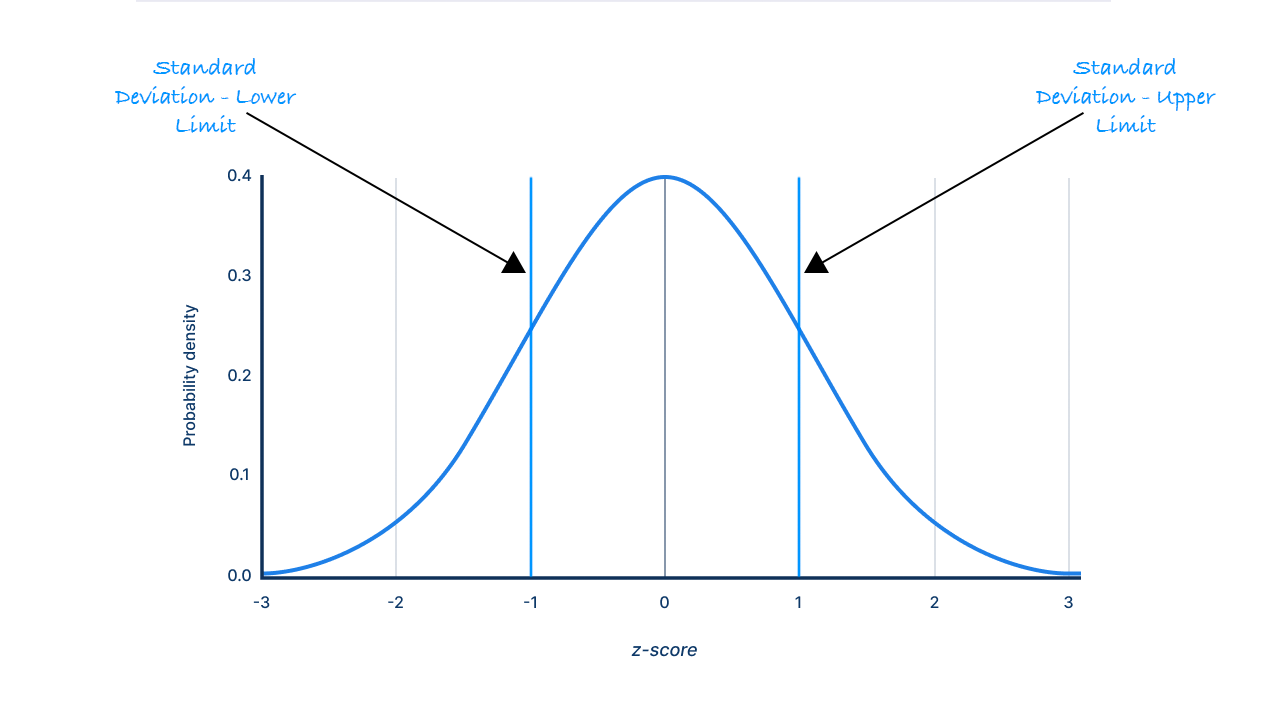 Standard
Deviation - Lower
Limit
Standard
Deviation - Upper
Limit
0.4
0.3
0.2
0.1
0.0
Probability density
-3
-2
-1
0
1
2
3
z-score